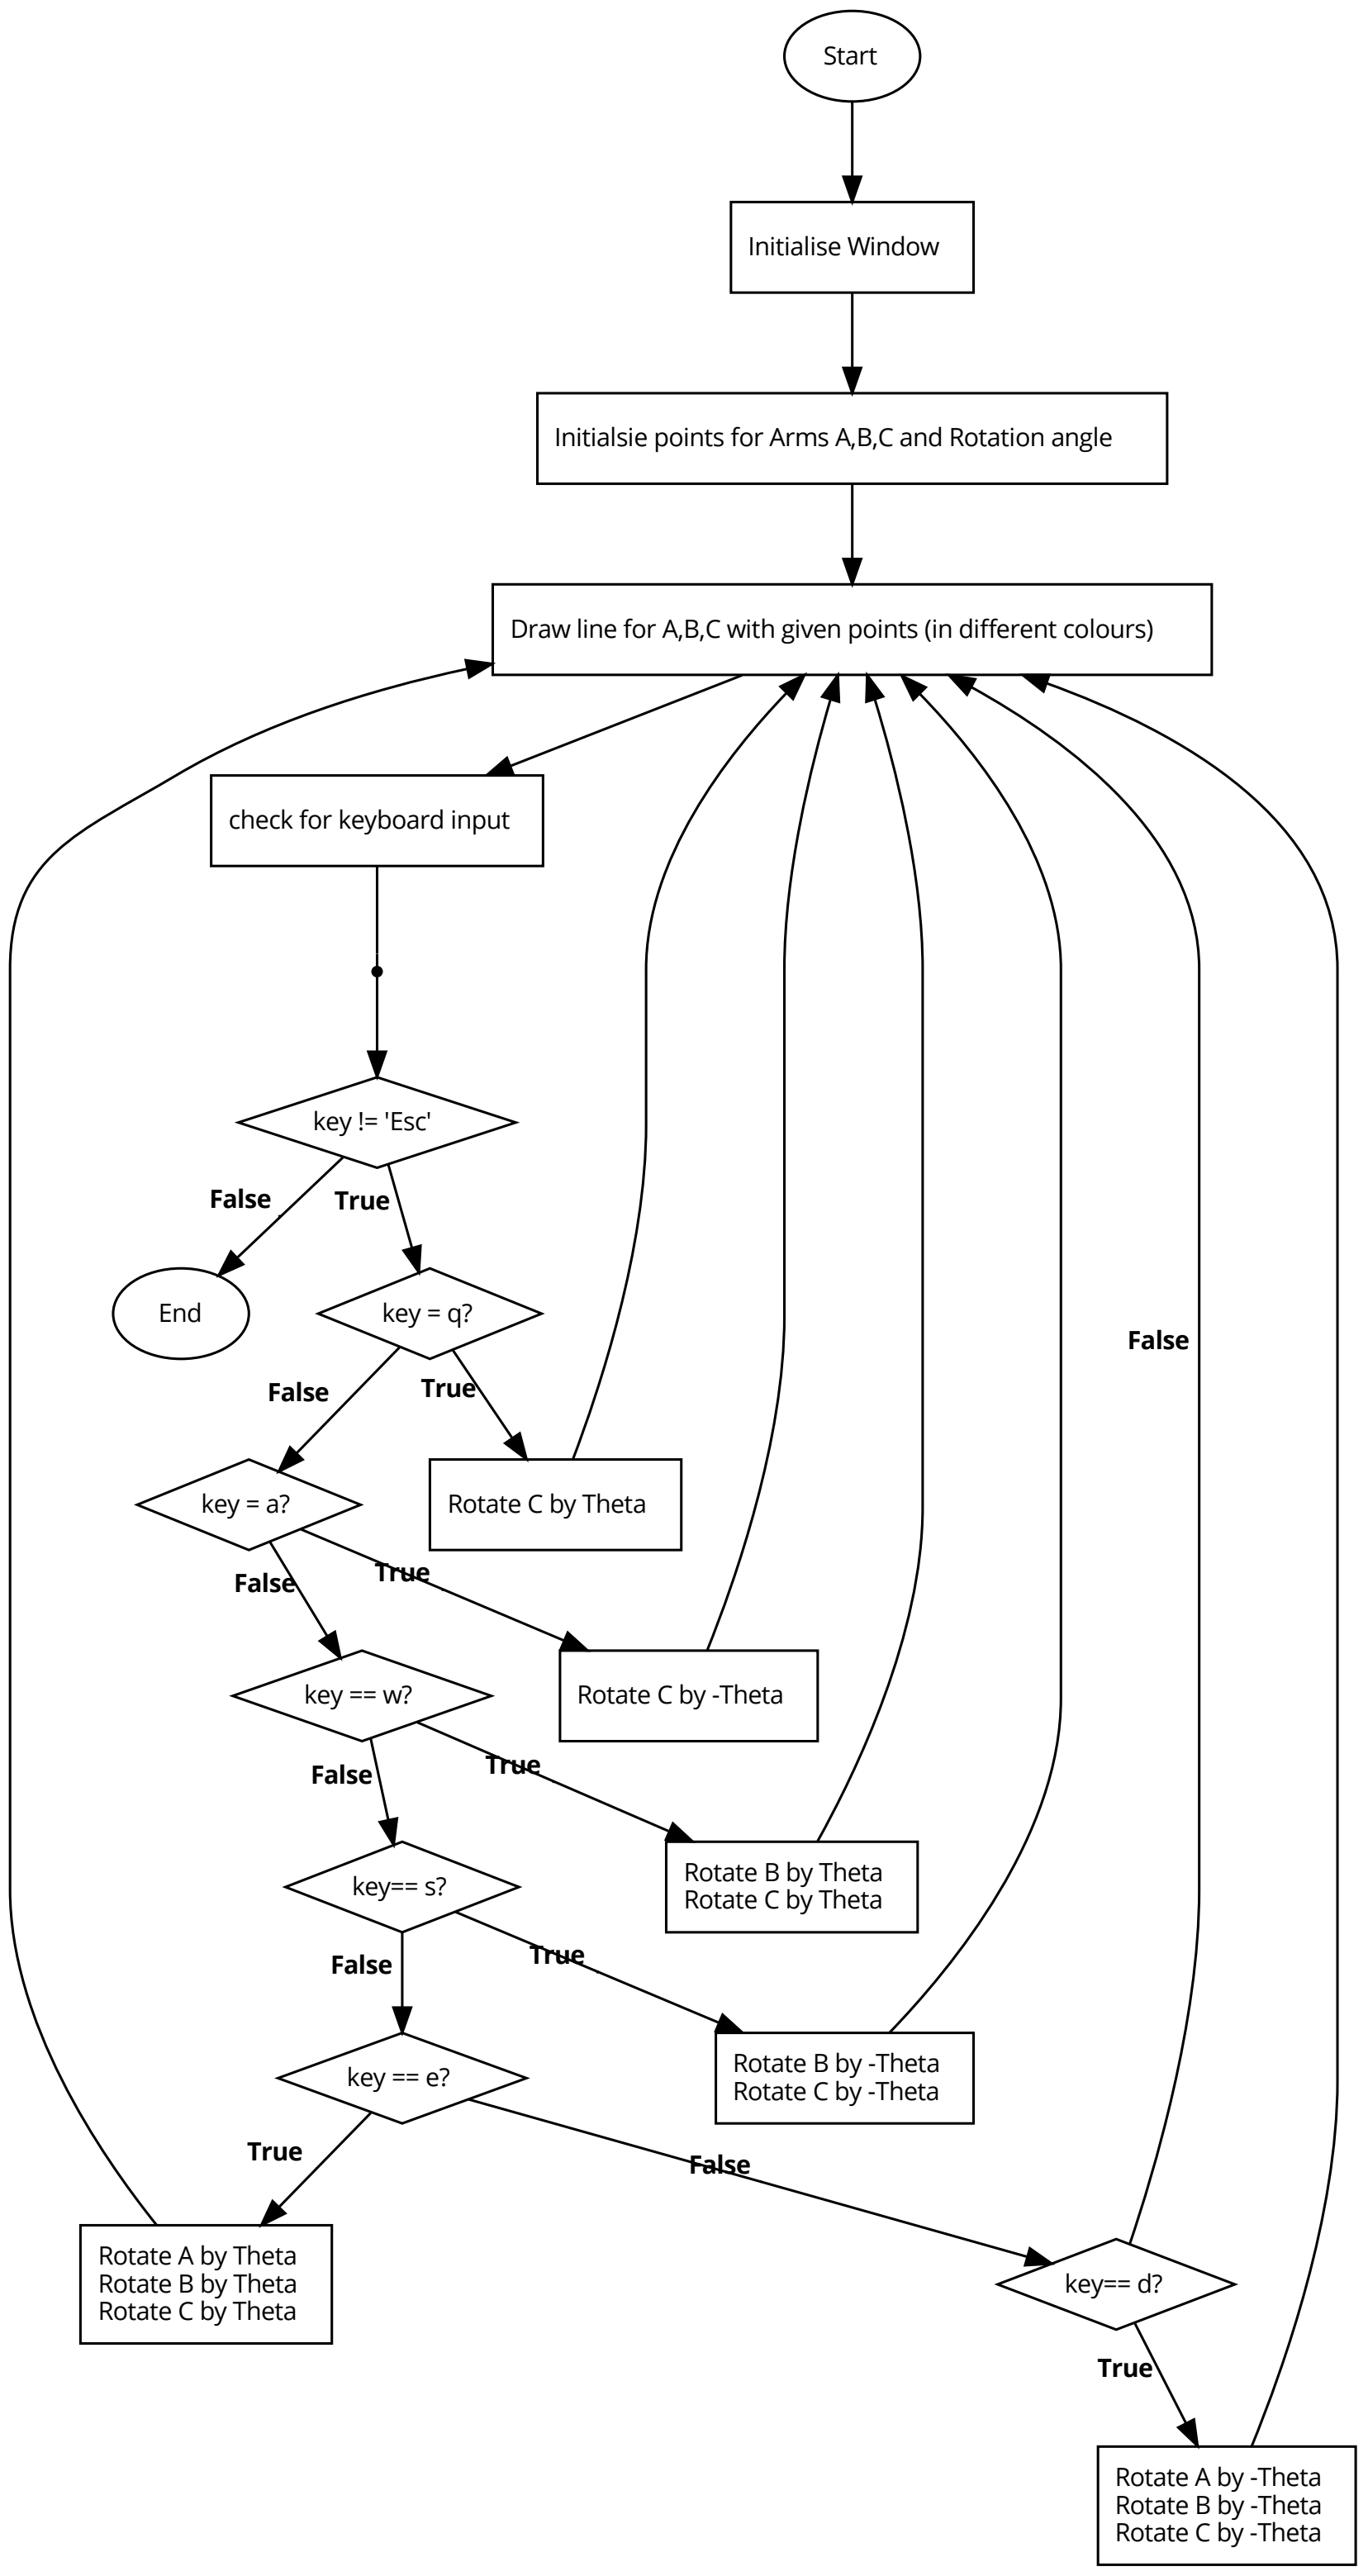 Start
Initialise Window
Initialsie points for Arms A,B,C and Rotation angle
Draw line for A,B,C with given points (in different colours)
check for keyboard input
key != 'Esc'
False
True
End
key = q?
False
False
True
key = a?
Rotate C by Theta
False
True
key == w?
Rotate C by -Theta
False
True
key== s?
Rotate B by Theta
Rotate C by Theta
False
True
key == e?
Rotate B by -Theta
Rotate C by -Theta
True
False
Rotate A by Theta
Rotate B by Theta
Rotate C by Theta
key== d?
True
Rotate A by -Theta
Rotate B by -Theta
Rotate C by -Theta